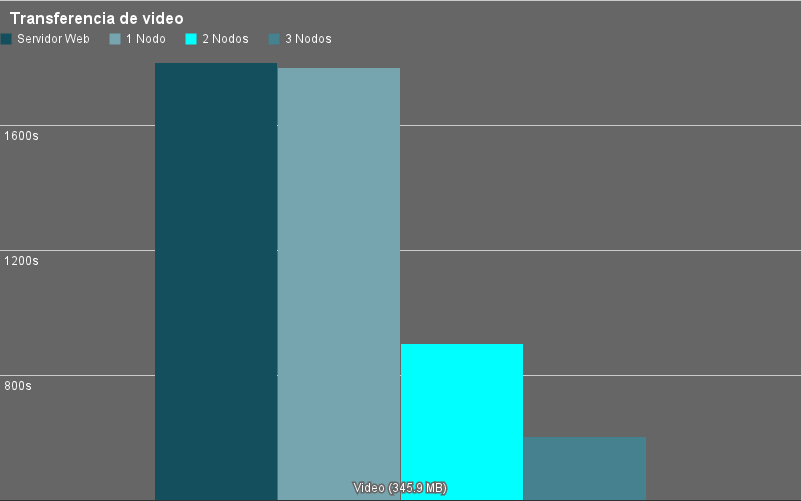 Transferencia de video
Servidor Web 1 Nodo 2 Nodos 3 Nodos
1600s
1200s
800s
Video (345.9 MB)